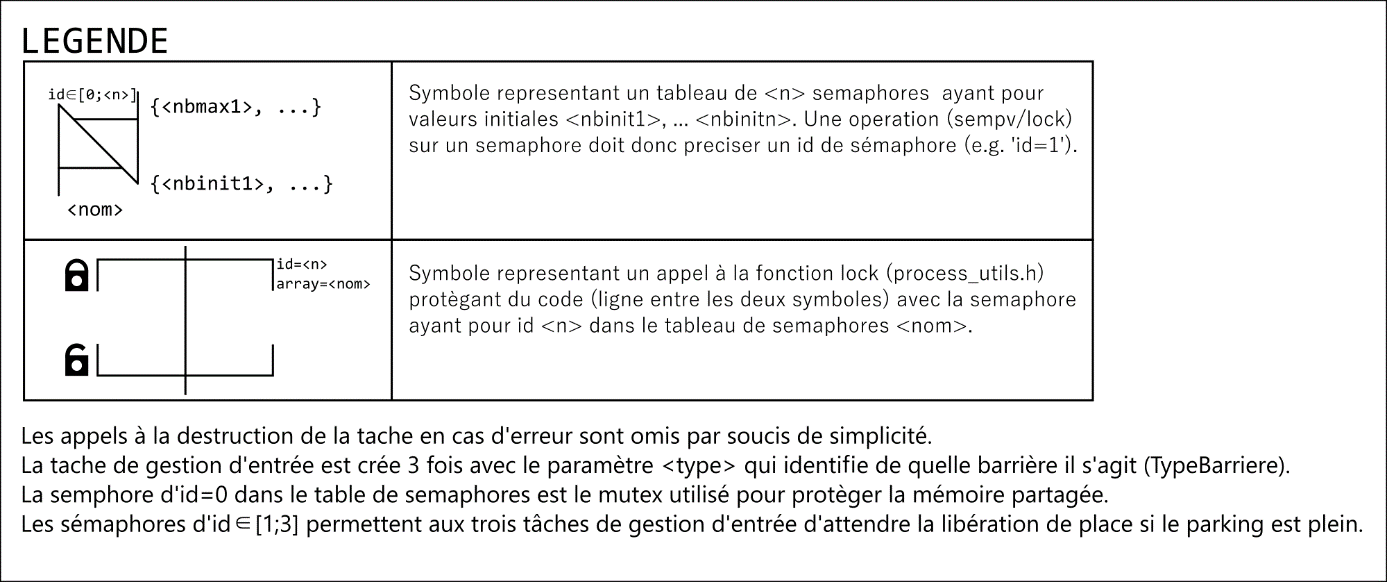 LEGENDE
id∈[0;<n>]
{<nbmax1>, ...}
{<nbinit1>, ...}
<nom>
Symbole representant un tableau de <n> semaphores ayant pour
valeurs initiales <nbinit1>, ... <nbinitn>. Une operation (sempv/lock)
sur un semaphore doit donc preciser un id de sémaphore (e.g. 'id=1').
id=<n>
array=<nom>
Symbole representant un appel à la fonction lock (process_utils.h)
protègant du code (ligne entre les deux symboles) avec la semaphore
ayant pour id <n> dans le tableau de semaphores <nom>.
Les appels à la destruction de la tache en cas d'erreur sont omis par soucis de simplicité.
La tache de gestion d'entrée est crée 3 fois avec le paramètre <type> qui identifie de quelle barrière il s'agit (TypeBarriere).
La semphore d'id=0 dans le table de semaphores est le mutex utilisé pour protèger la mémoire partagée.
Les sémaphores d'id∈[1;3] permettent aux trois tâches de gestion d'entrée d'attendre la libération de place si le parking est plein.